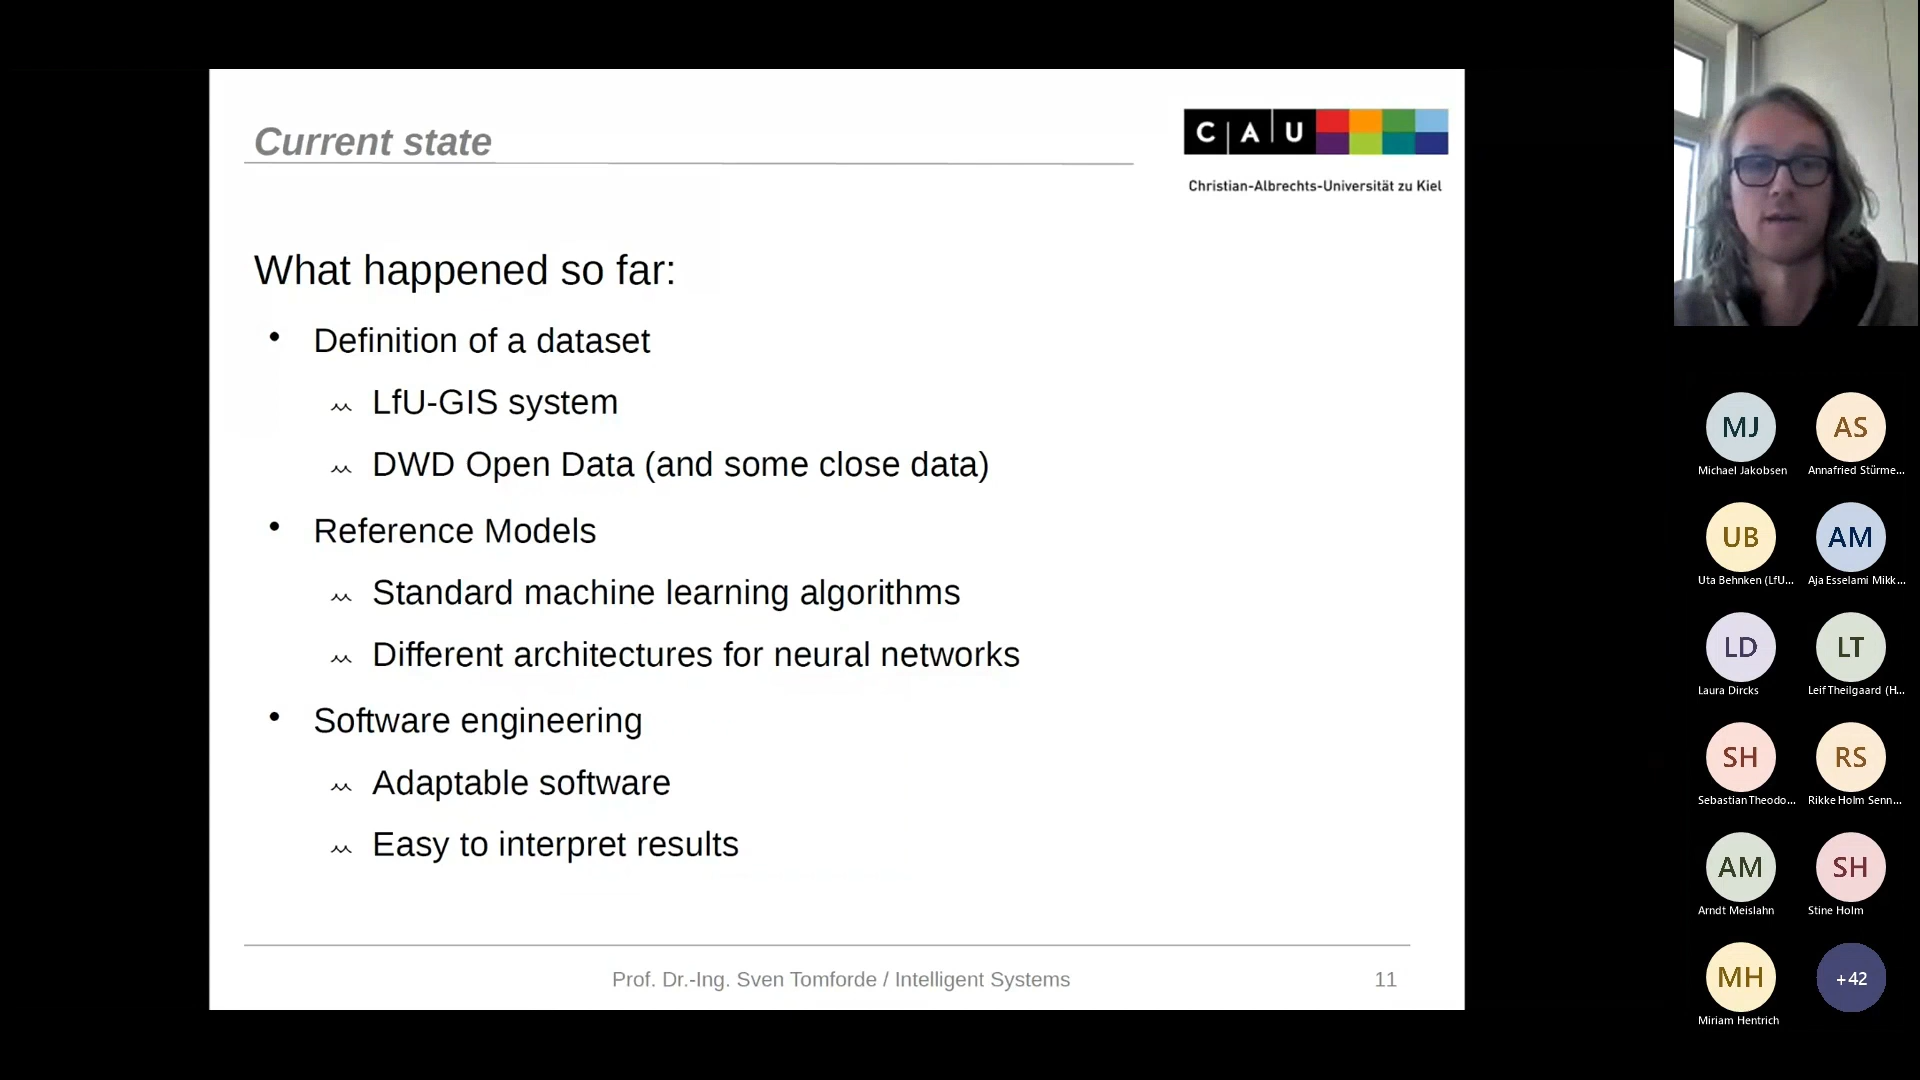 Current state
C A U
Christian-Albrechts-Universität zu Kiel
What happened so far:
• Definition of a dataset
LfU-GIS system
DWD Open Data (and some close data)
• Reference Models
Standard machine learning algorithms
Different architectures for neural networks
• Software engineering
Adaptable software
Easy to interpret results
Prof. Dr.-Ing. Sven Tomforde / Intelligent Systems
11
MJ
AS
Michael Jakobsen
Annafried Stürme...
UB
AM
Uta Behnken (LfU...
Aja Esselami Mikk...
LD
LT
Laura Dircks
Leif Theilgaard (H...
SH
RS
Sebastian Theodo...
Rikke Holm Senn...
AM
SH
Arndt Meislahn
Stine Holm
MH
+42
Miriam Hentrich